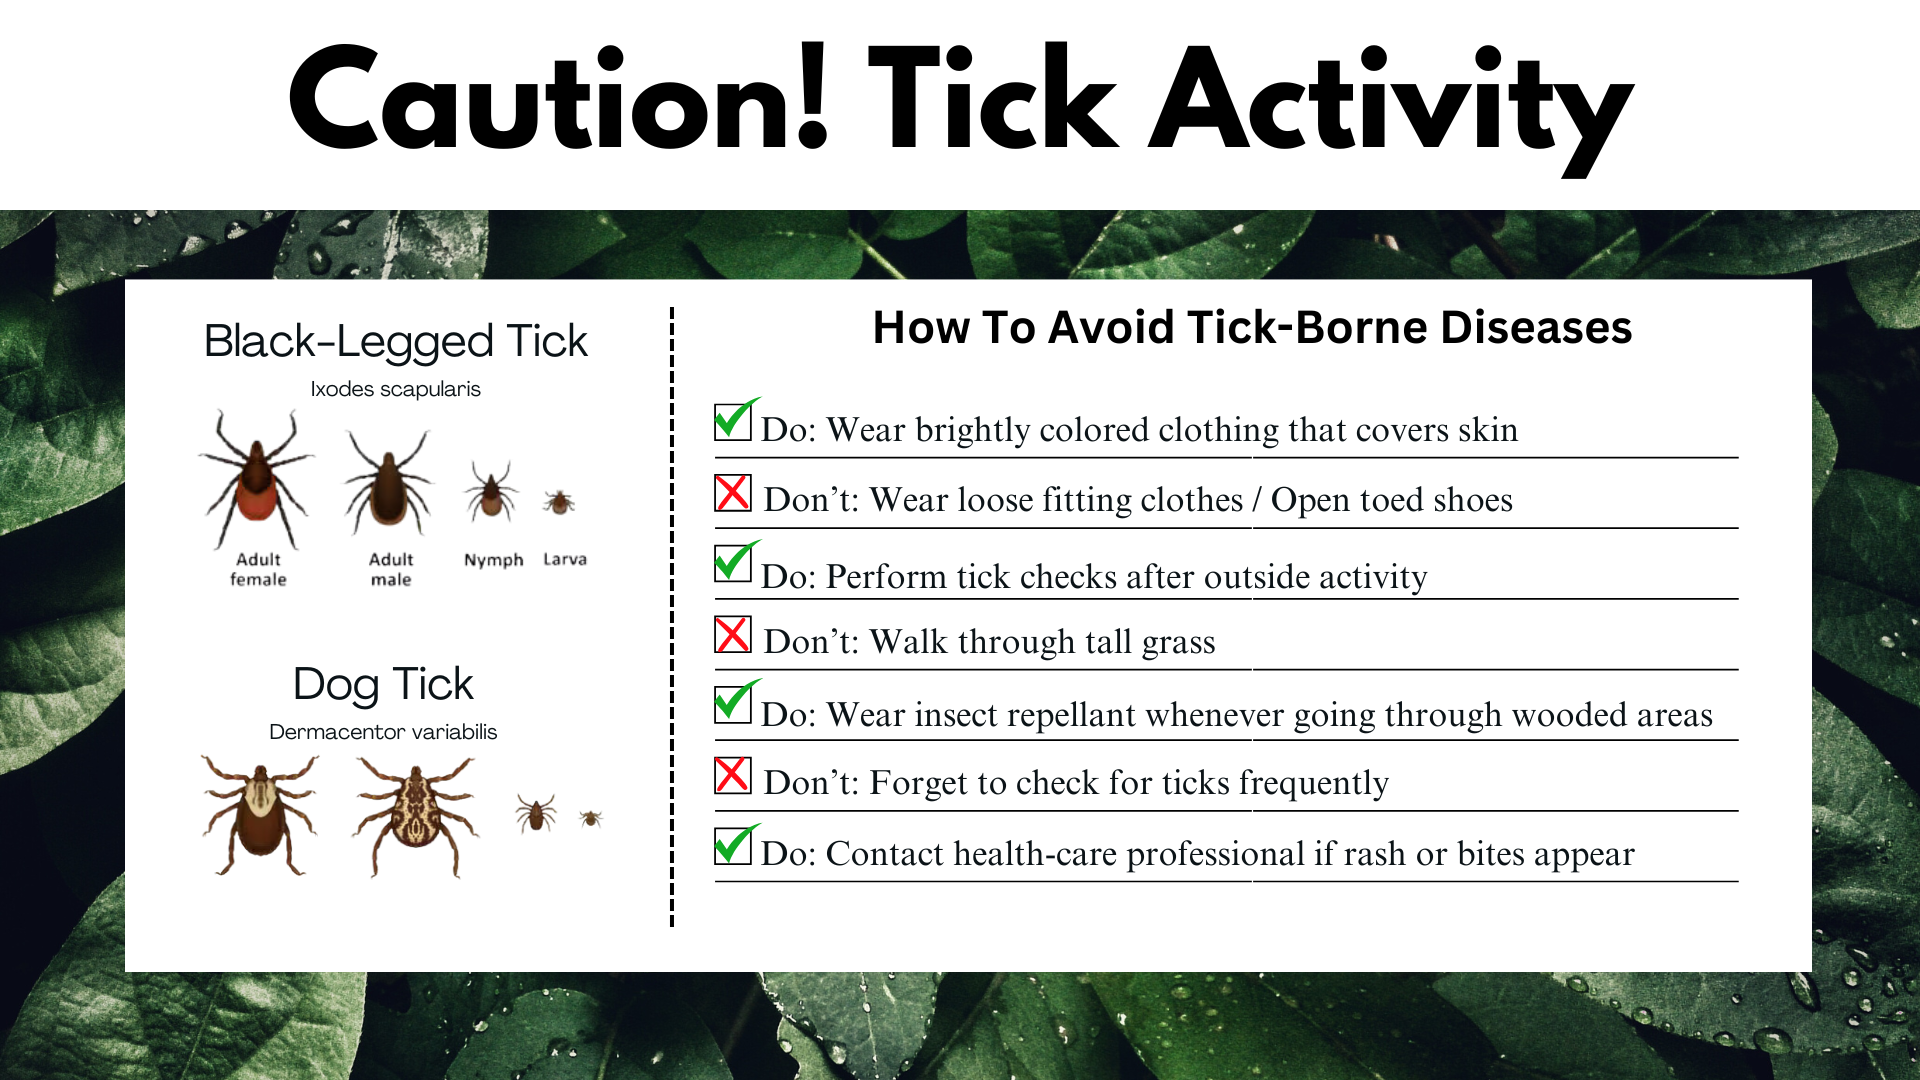 Caution! Tick Activity
Black-Legged Tick
Ixodes scapularis
Adult female
Adult male
Nymph
Larva
Dog Tick
Dermacentor variabilis
How To Avoid Tick-Borne Diseases
Do: Wear brightly colored clothing that covers skin
Don’t: Wear loose fitting clothes / Open toed shoes
Do: Perform tick checks after outside activity
Don’t: Walk through tall grass
Do: Wear insect repellant whenever going through wooded areas
Don’t: Forget to check for ticks frequently
Do: Contact health-care professional if rash or bites appear